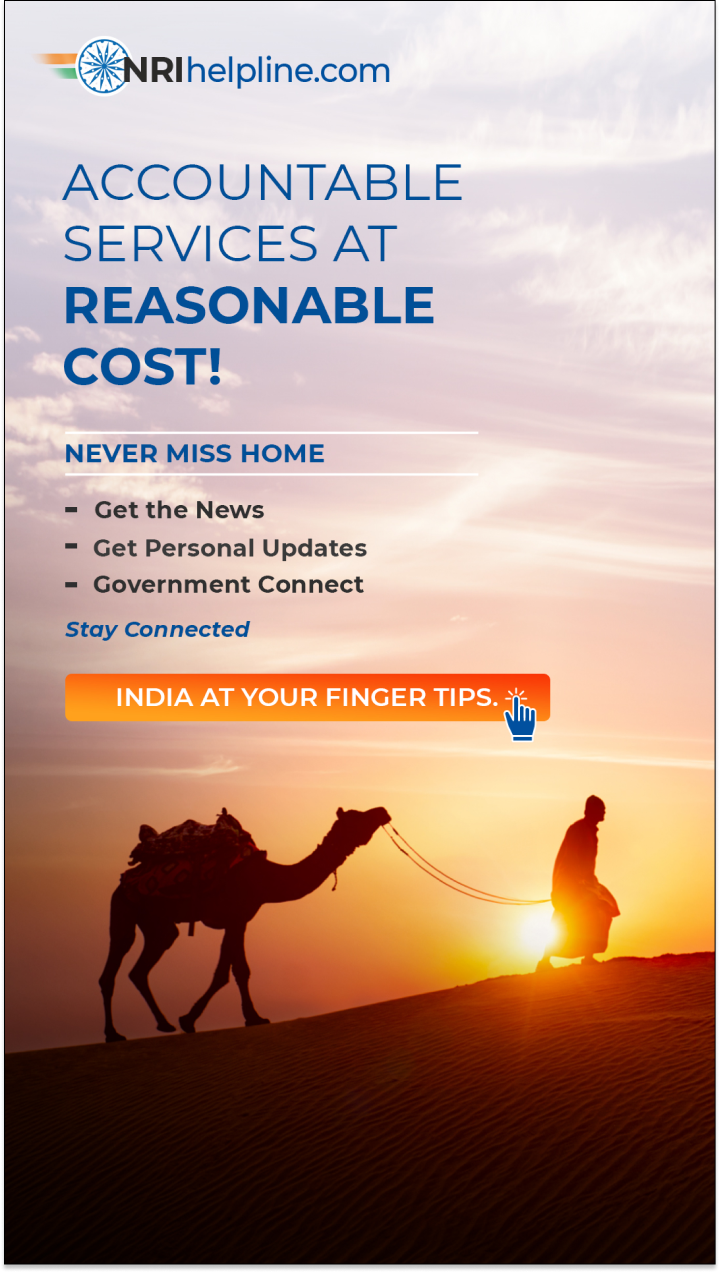 NRIhelpline.com
ACCOUNTABLE
SERVICES AT
REASONABLE
COST!
NEVER MISS HOME
- Get the News
- Get Personal Updates
- Government Connect
Stay Connected
INDIA AT YOUR FINGER TIPS.